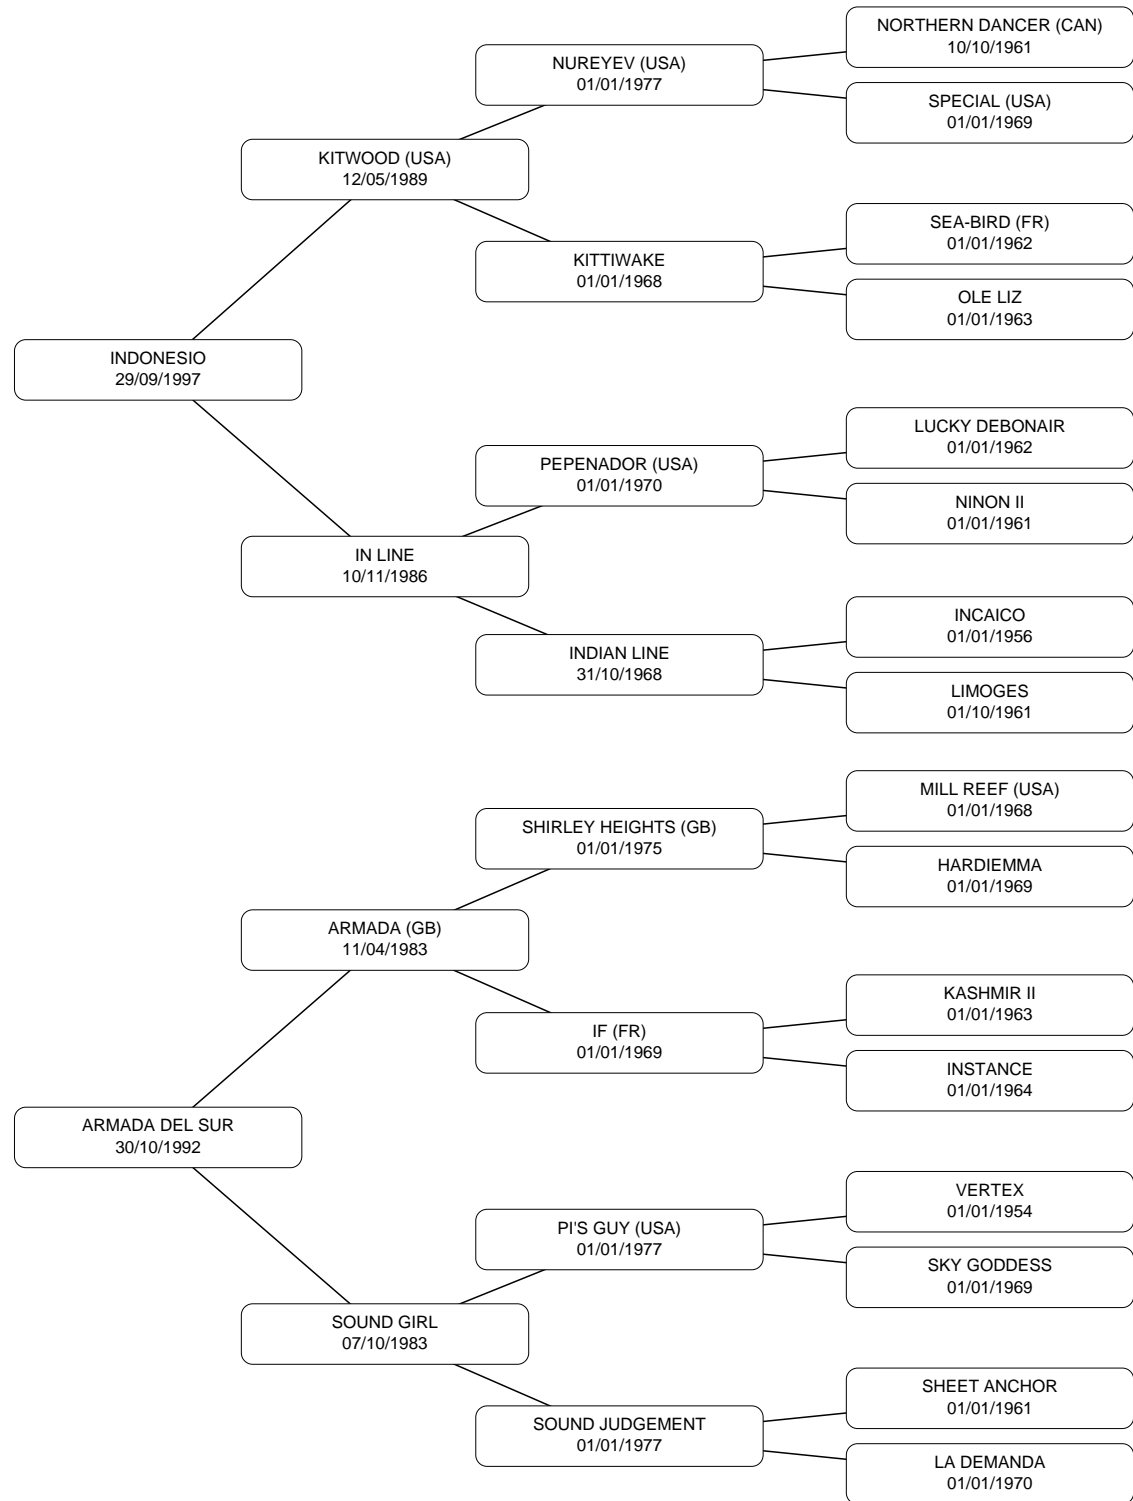 NORTHERN DANCER (CAN)
10/10/1961
NUREYEV (USA)
01/01/1977
SPECIAL (USA)
01/01/1969
KITWOOD (USA)
12/05/1989
SEA-BIRD (FR)
01/01/1962
KITTIWAKE
01/01/1968
OLE LIZ
01/01/1963
INDONESIO
29/09/1997
LUCKY DEBONAIR
01/01/1962
PEPENADOR (USA)
01/01/1970
NINON II
01/01/1961
IN LINE
10/11/1986
INCAICO
01/01/1956
INDIAN LINE
31/10/1968
LIMOGES
01/10/1961
MILL REEF (USA)
01/01/1968
SHIRLEY HEIGHTS (GB)
01/01/1975
HARDIEMMA
01/01/1969
ARMADA (GB)
11/04/1983
KASHMIR II
01/01/1963
IF (FR)
01/01/1969
INSTANCE
01/01/1964
ARMADA DEL SUR
30/10/1992
VERTEX
01/01/1954
PI'S GUY (USA)
01/01/1977
SKY GODDESS
01/01/1969
SOUND GIRL
07/10/1983
SHEET ANCHOR
01/01/1961
SOUND JUDGEMENT
01/01/1977
LA DEMANDA
01/01/1970